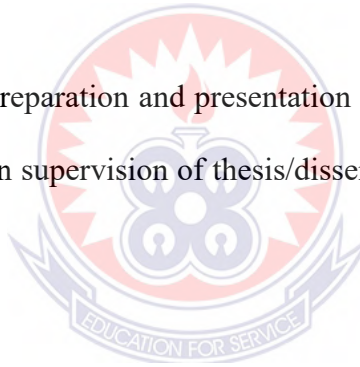 reparation and presentation
n supervision of thesis/disse
EDUCATION FOR SERVICE